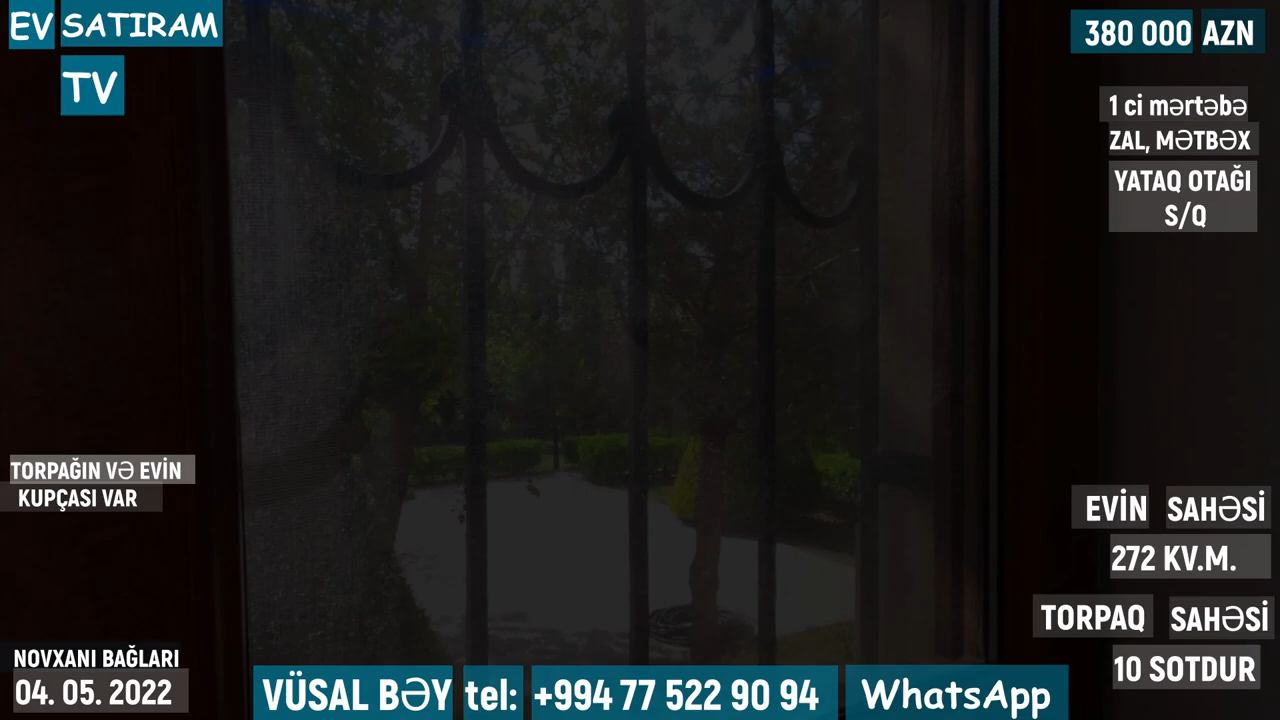 EV SATIRAM
TV
380 000 AZN
1 ci mərtəbə
ZAL, MƏTBƏX
YATAQ OTAĞI
S/Q
TORPAĞIN VƏ EVİN
KUPÇASI VAR
EVİN SAHƏSİ
272 KV.M.
TORPAQ SAHƏSİ
10 SOTDUR
NOVXANI BAĞLARI
04. 05. 2022
VÜSAL BƏY tel: +994 77 522 90 94 WhatsApp